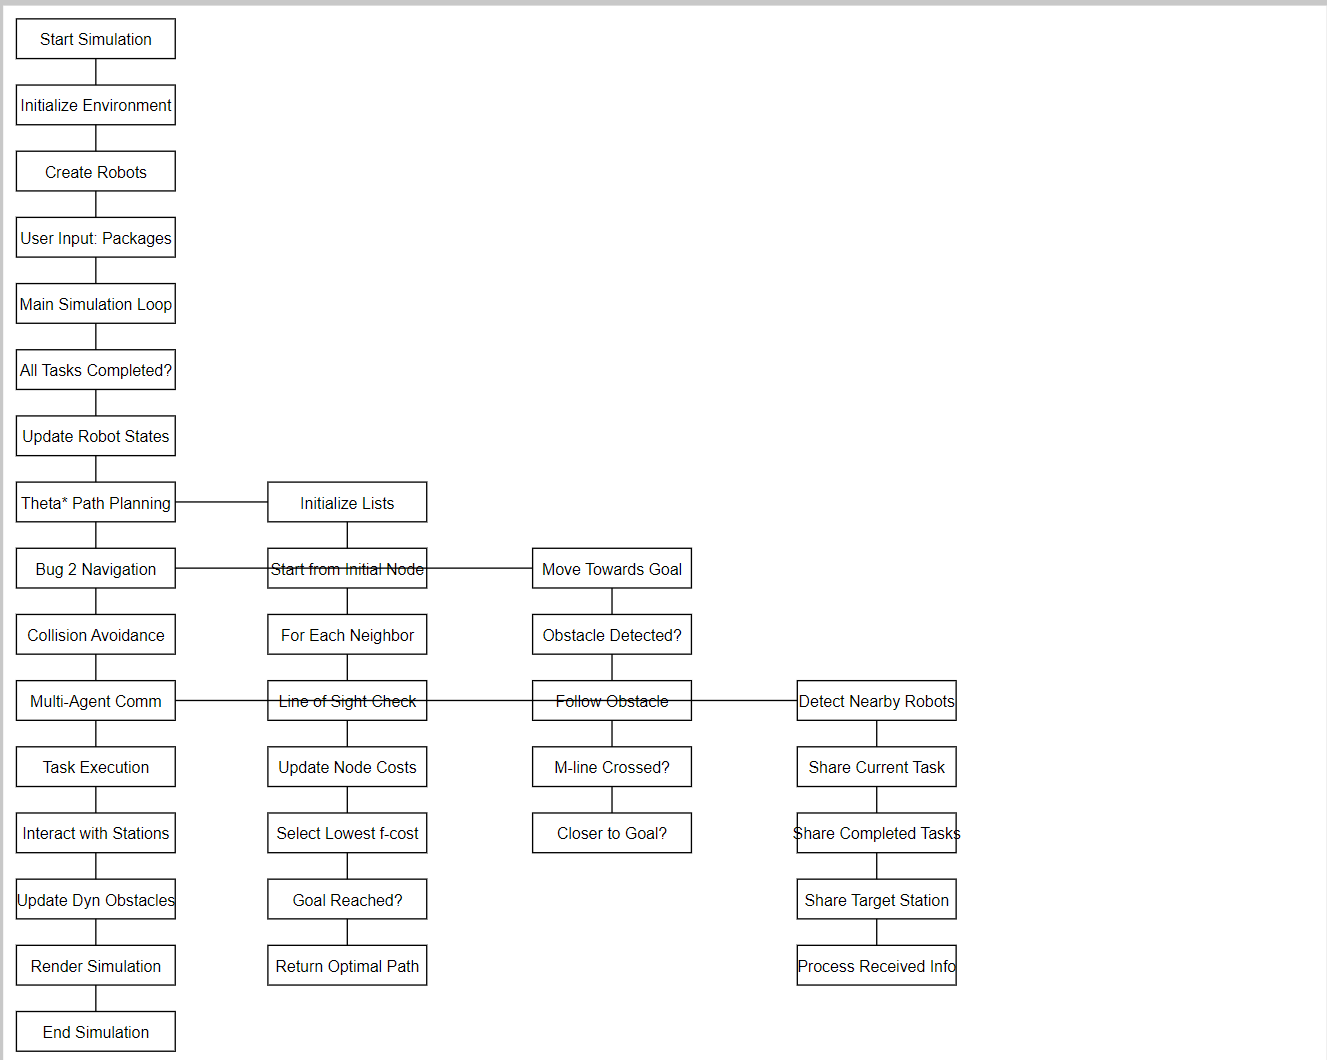 Start Simulation
Initialize Environment
Create Robots
User Input: Packages
Main Simulation Loop
All Tasks Completed?
Update Robot States
Theta* Path Planning
Bug 2 Navigation
Collision Avoidance
Multi-Agent Comm
Task Execution
Interact with Stations
Update Dyn Obstacles
Render Simulation
End Simulation
Initialize Lists
Start from Initial Node
For Each Neighbor
Line of Sight Check
Update Node Costs
Select Lowest f-cost
Goal Reached?
Return Optimal Path
Move Towards Goal
Obstacle Detected?
Follow Obstacle
M-line Crossed?
Closer to Goal?
Detect Nearby Robots
Share Current Task
Share Completed Tasks
Share Target Station
Process Received Info